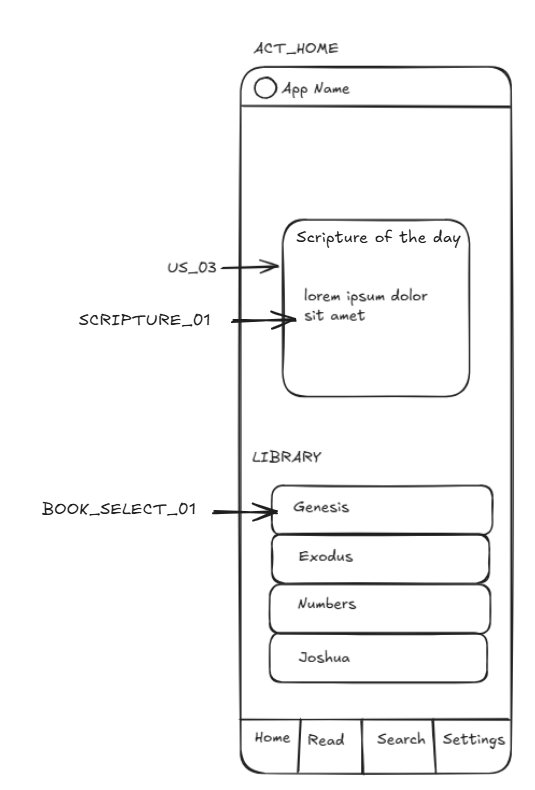 ACT_HOME
App Name
Scripture of the day
US_03
lorem ipsum dolor
sit amet
SCRIPTURE_01
LIBRARY
BOOK_SELECT_01
Genesis
Exodus
Numbers
Joshua
Home Read Search Settings